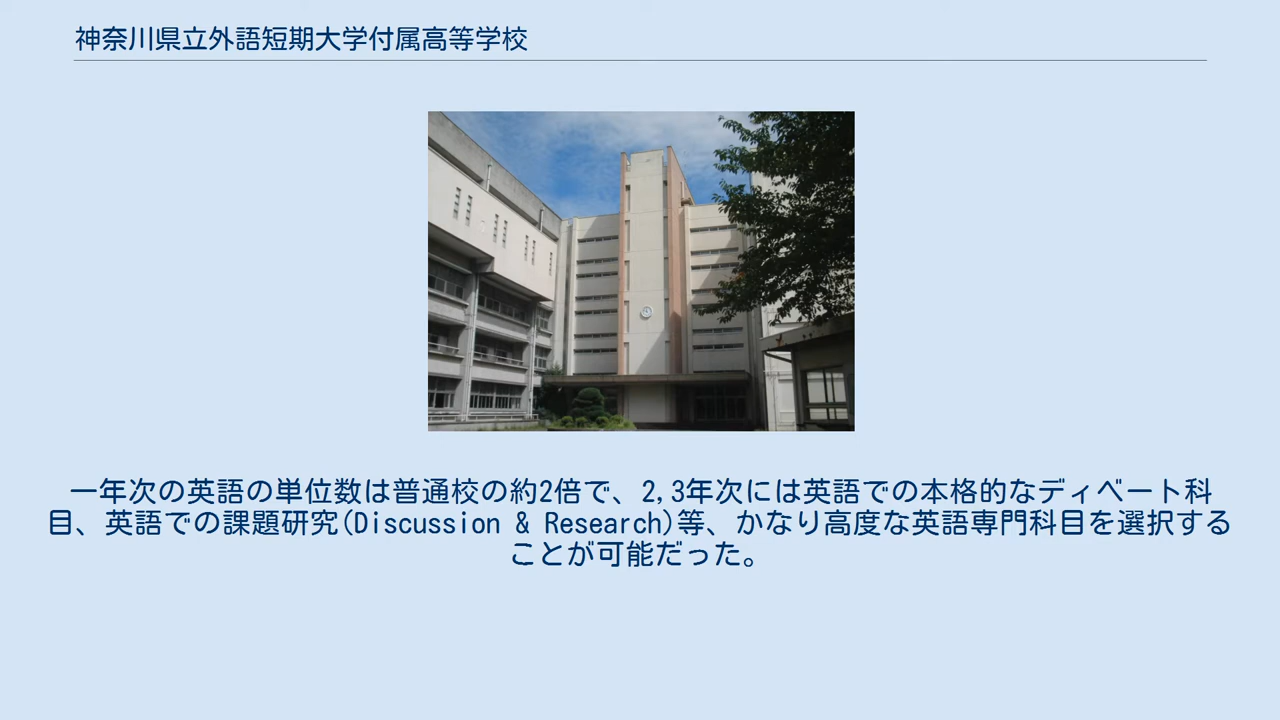 神奈川県立外語短期大学付属高等学校
一年次の英語の単位数は普通校の約2倍で、2,3年次には英語での本格的なディベート科
目、英語での課題研究(Discussion & Research)等、かなり高度な英語専門科目を選択する
ことが可能だった。